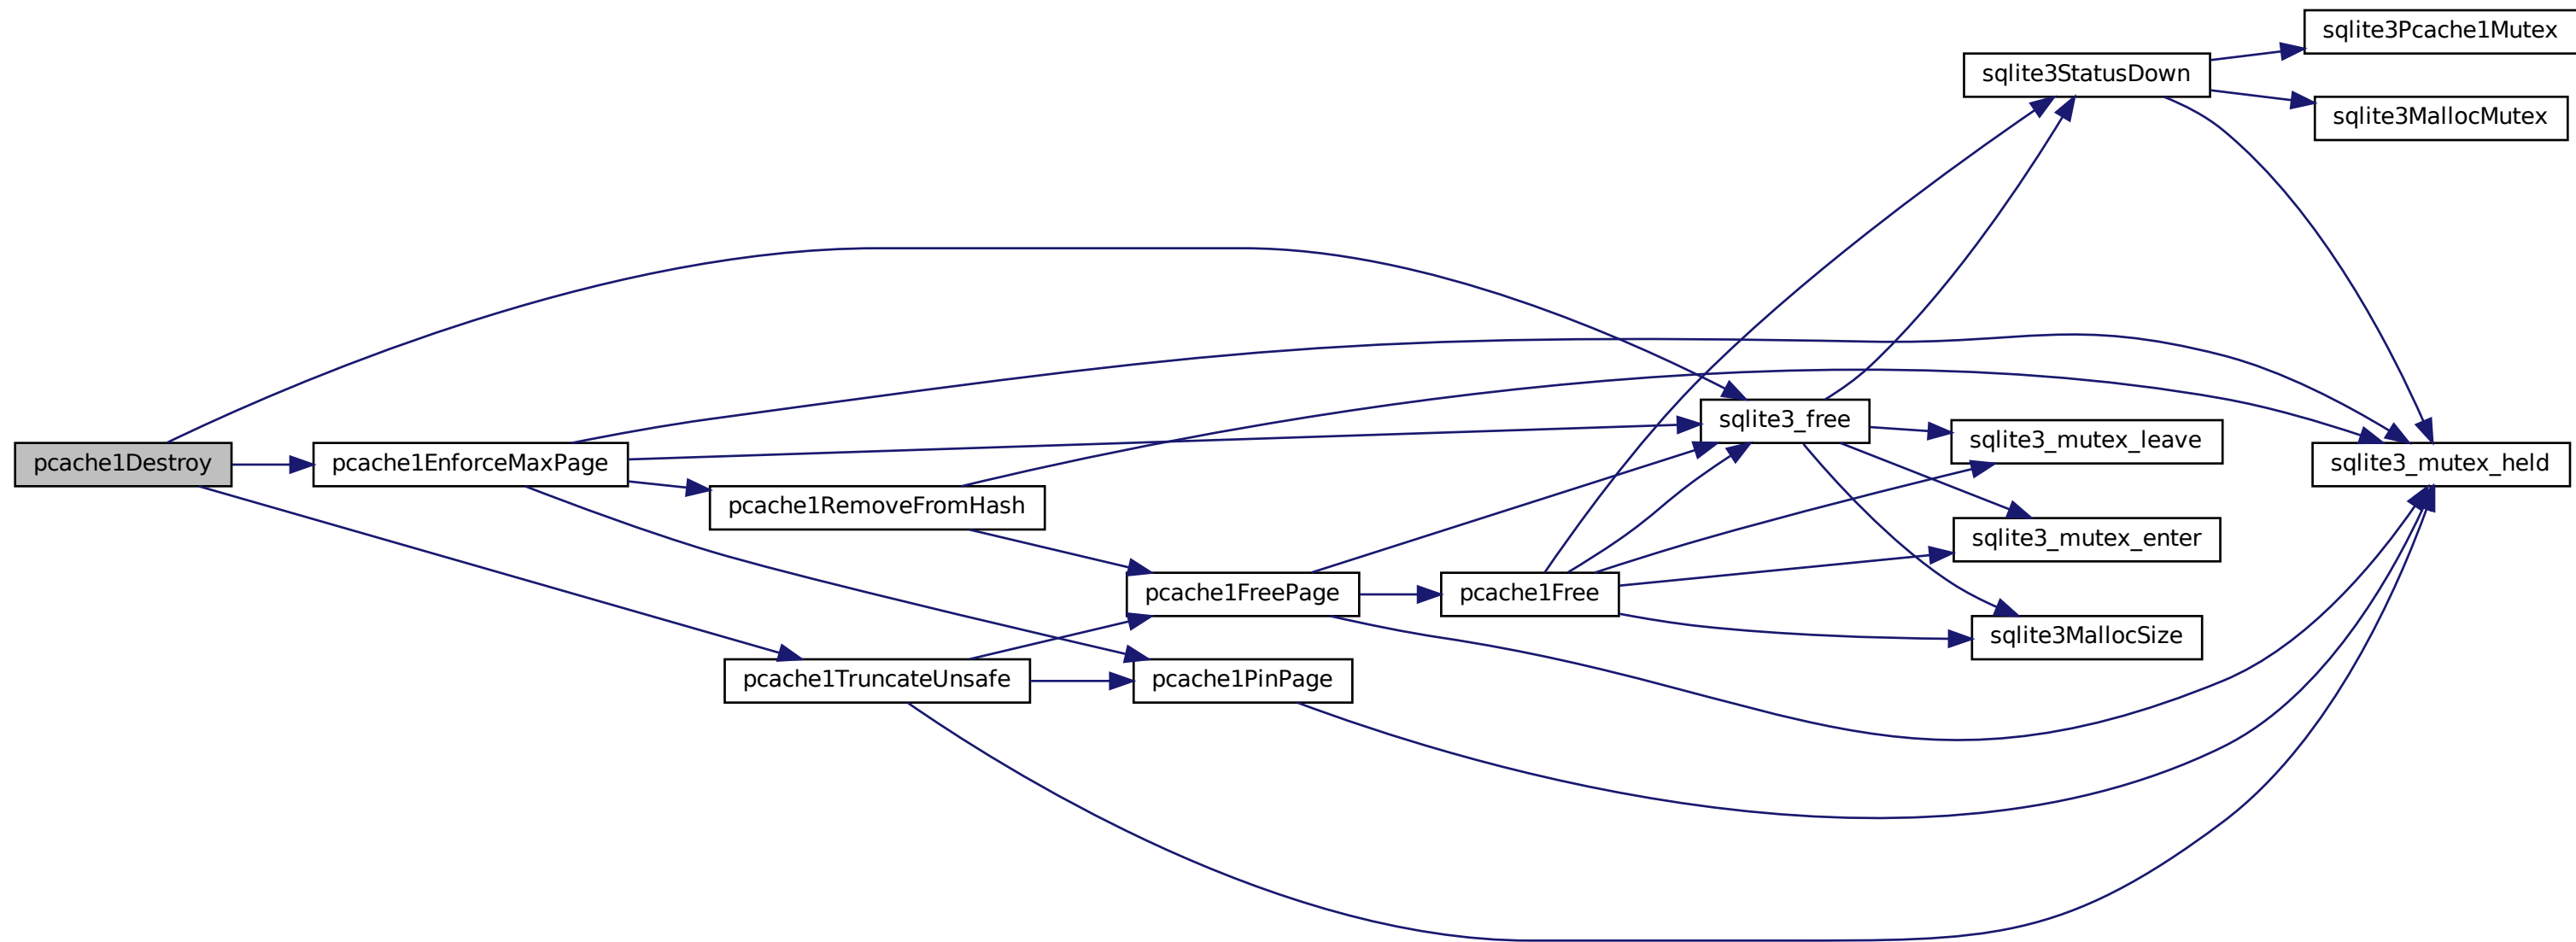 sqlite3Pcache1Mutex
sqlite3StatusDown
sqlite3MallocMutex
sqlite3_free
sqlite3_mutex_leave
pcache1Destroy
pcache1EnforceMaxPage
sqlite3_mutex_held
pcache1RemoveFromHash
sqlite3_mutex_enter
pcache1FreePage
pcache1Free
sqlite3MallocSize
pcache1TruncateUnsafe
pcache1PinPage